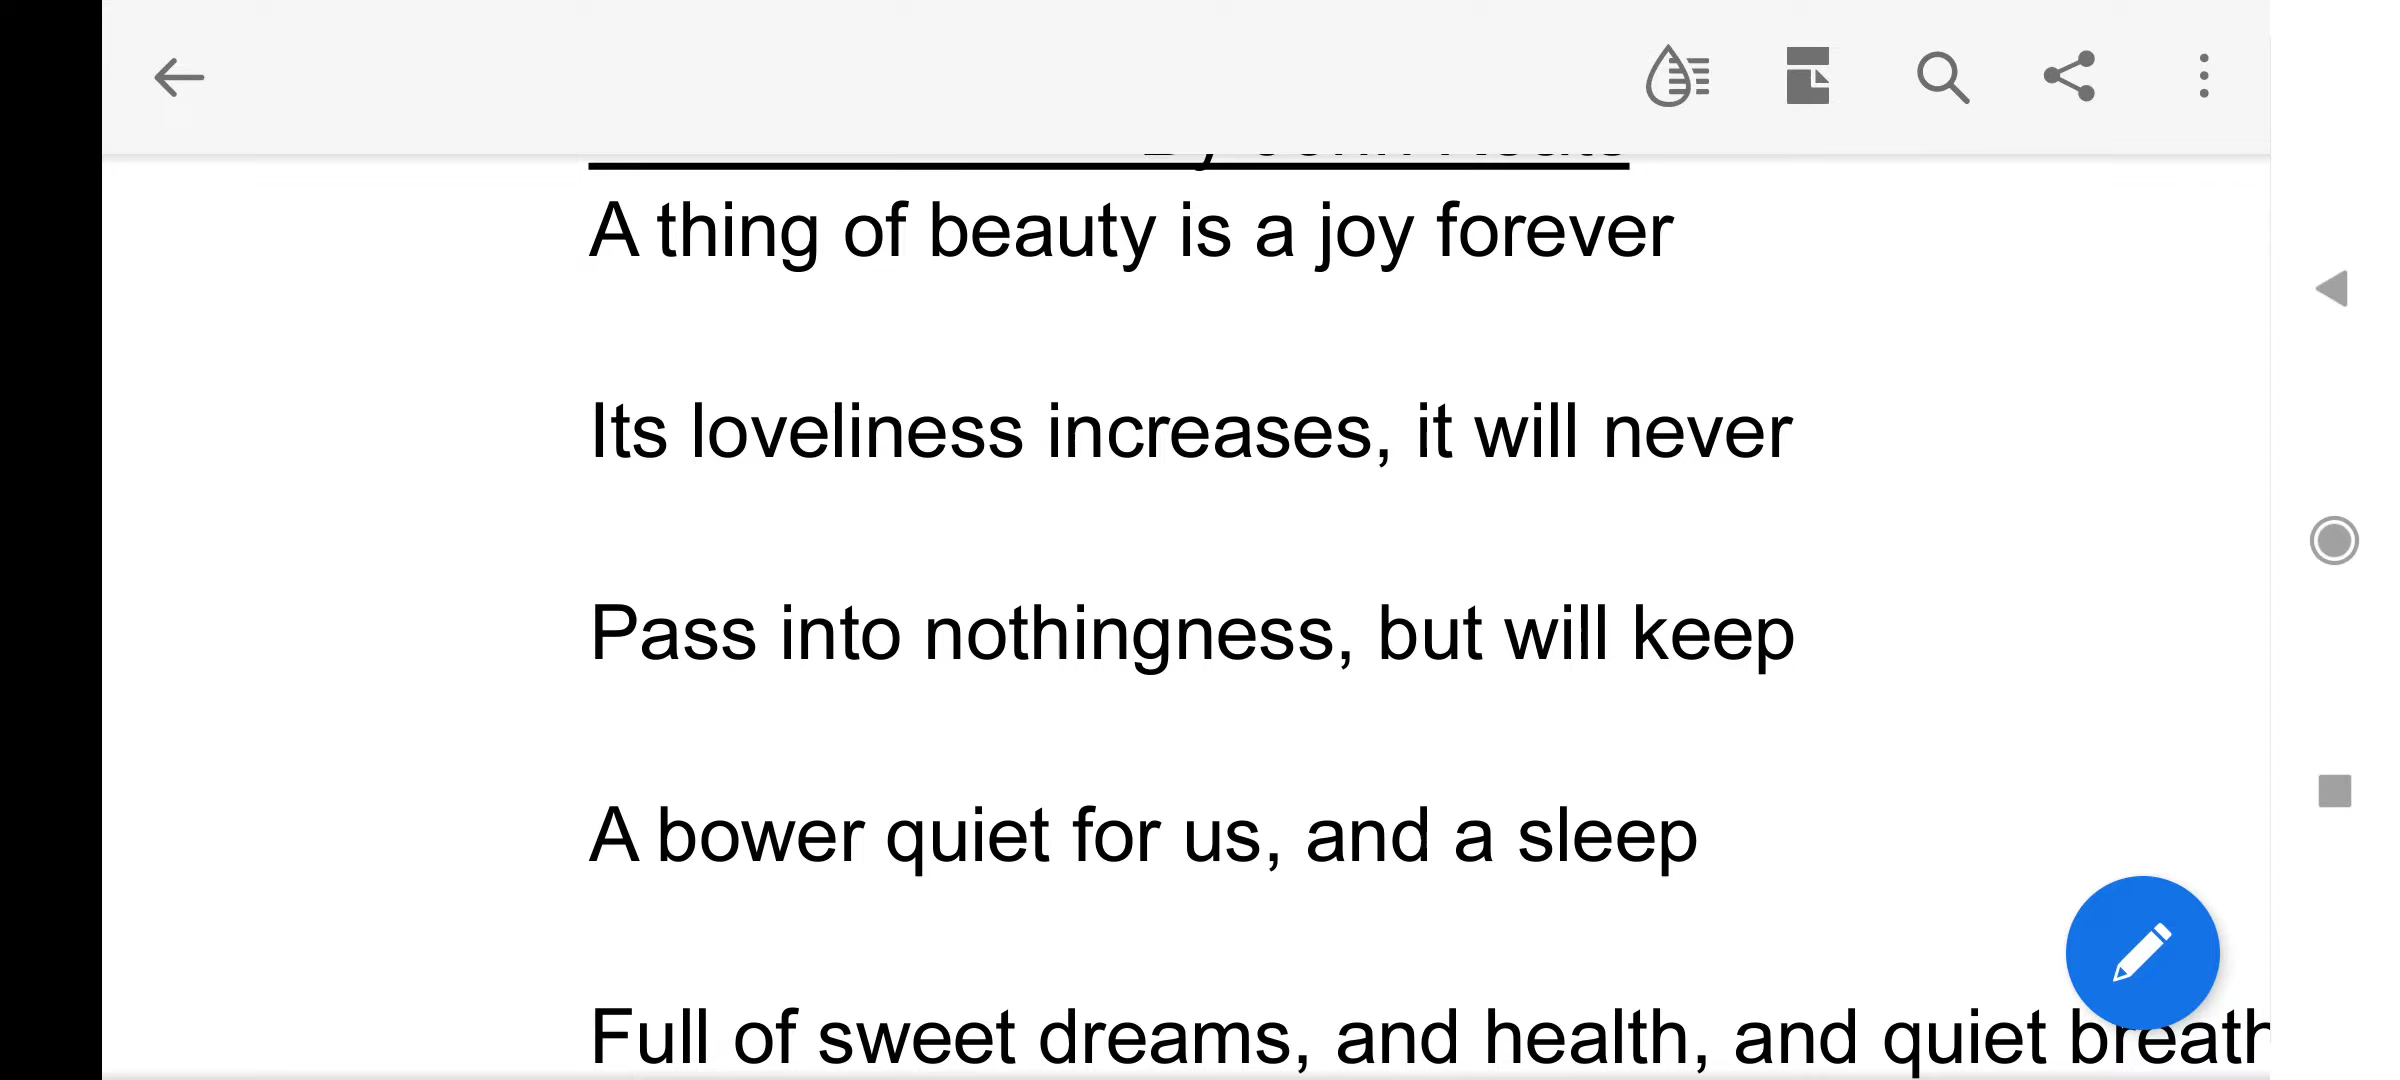 A thing of beauty is a joy forever
Its loveliness increases, it will never
Pass into nothingness, but will keep
A bower quiet for us, and a sleep
Full of sweet dreams, and health, and quiet breath